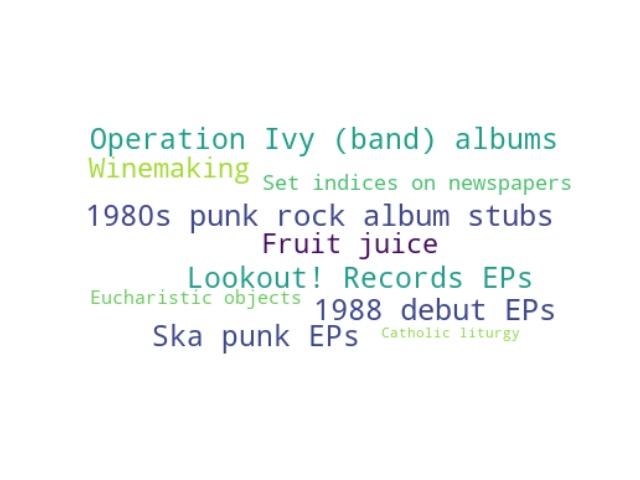 Operation Ivy (band) albums
Winemaking
Set indices on newspapers
1980s punk rock album stubs
Fruit juice
Lookout! Records EPs
Eucharistic objects
1988 debut EPs
Ska punk EPs
Catholic liturgy